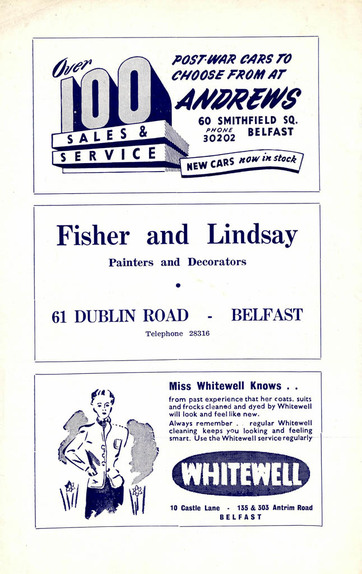 Over
100
SALES &
SERVICE
POST-WAR CARS TO
CHOOSE FROM AT
ANDREWS
60 SMITHFIELD SQ.
PHONE
30202 BELFAST
NEW CARS now in stock
Fisher and Lindsay
Painters and Decorators
61 DUBLIN ROAD - BELFAST
Telephone 28316
Miss Whitewell Knows . .
from past experience that her coats, suits
and frocks cleaned and dyed by Whitewell
will look and feel like new.
Always remember . . regular Whitewell
cleaning keeps you looking and feeling
smart. Use the Whitewell service regularly
WHITEWELL
10 Castle Lane - 135 & 303 Antrim Road
BELFAST